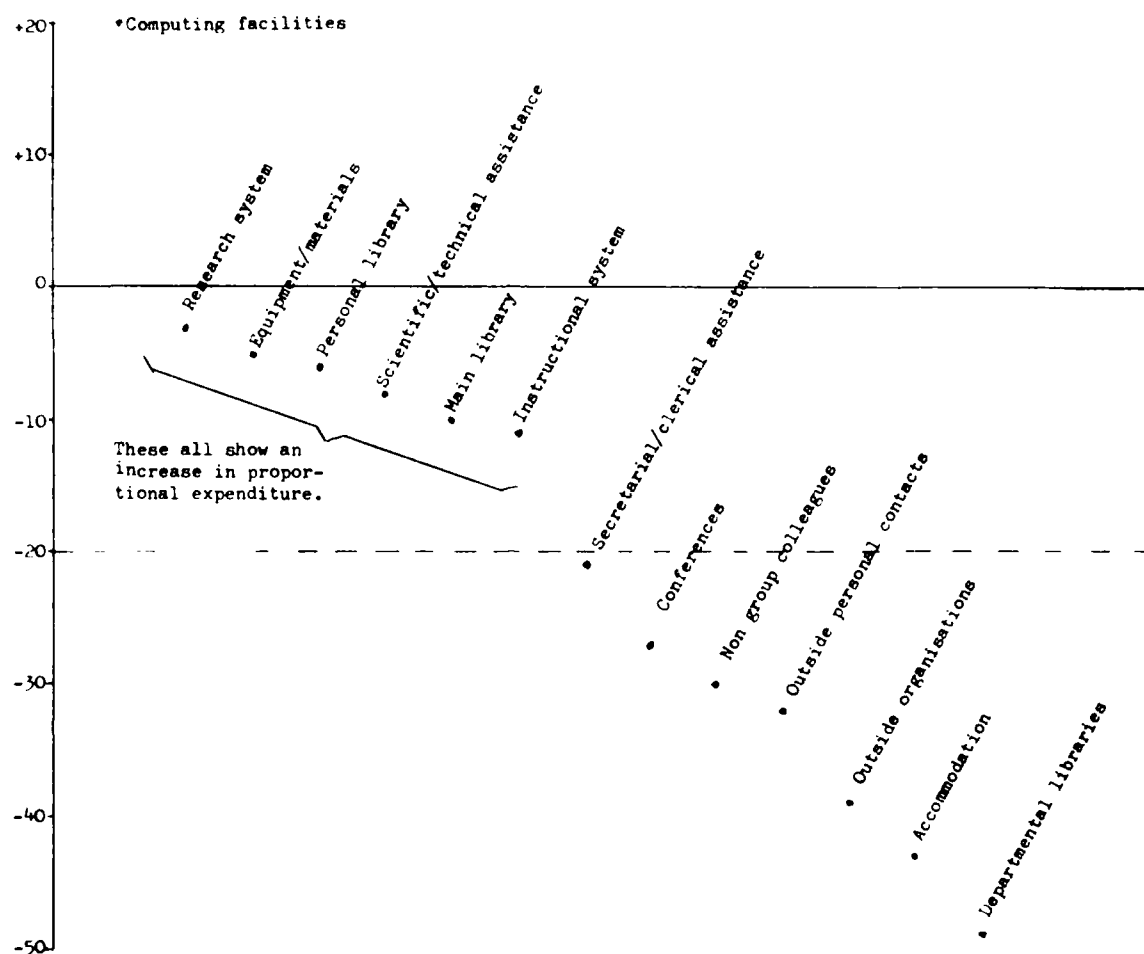 +20
•Computing facilities
+10
0
-10
-20
-30
-40
-50
Research system
Equipment/materials
Personal library
Scientific/technical assistance
Main library
Instructional system
Secretarial/clerical assistance
Conferences
Non group colleagues
Outside personal contacts
Outside organisations
Accommodation
Departmental libraries
These all show an
increase in propor-
tional expenditure.